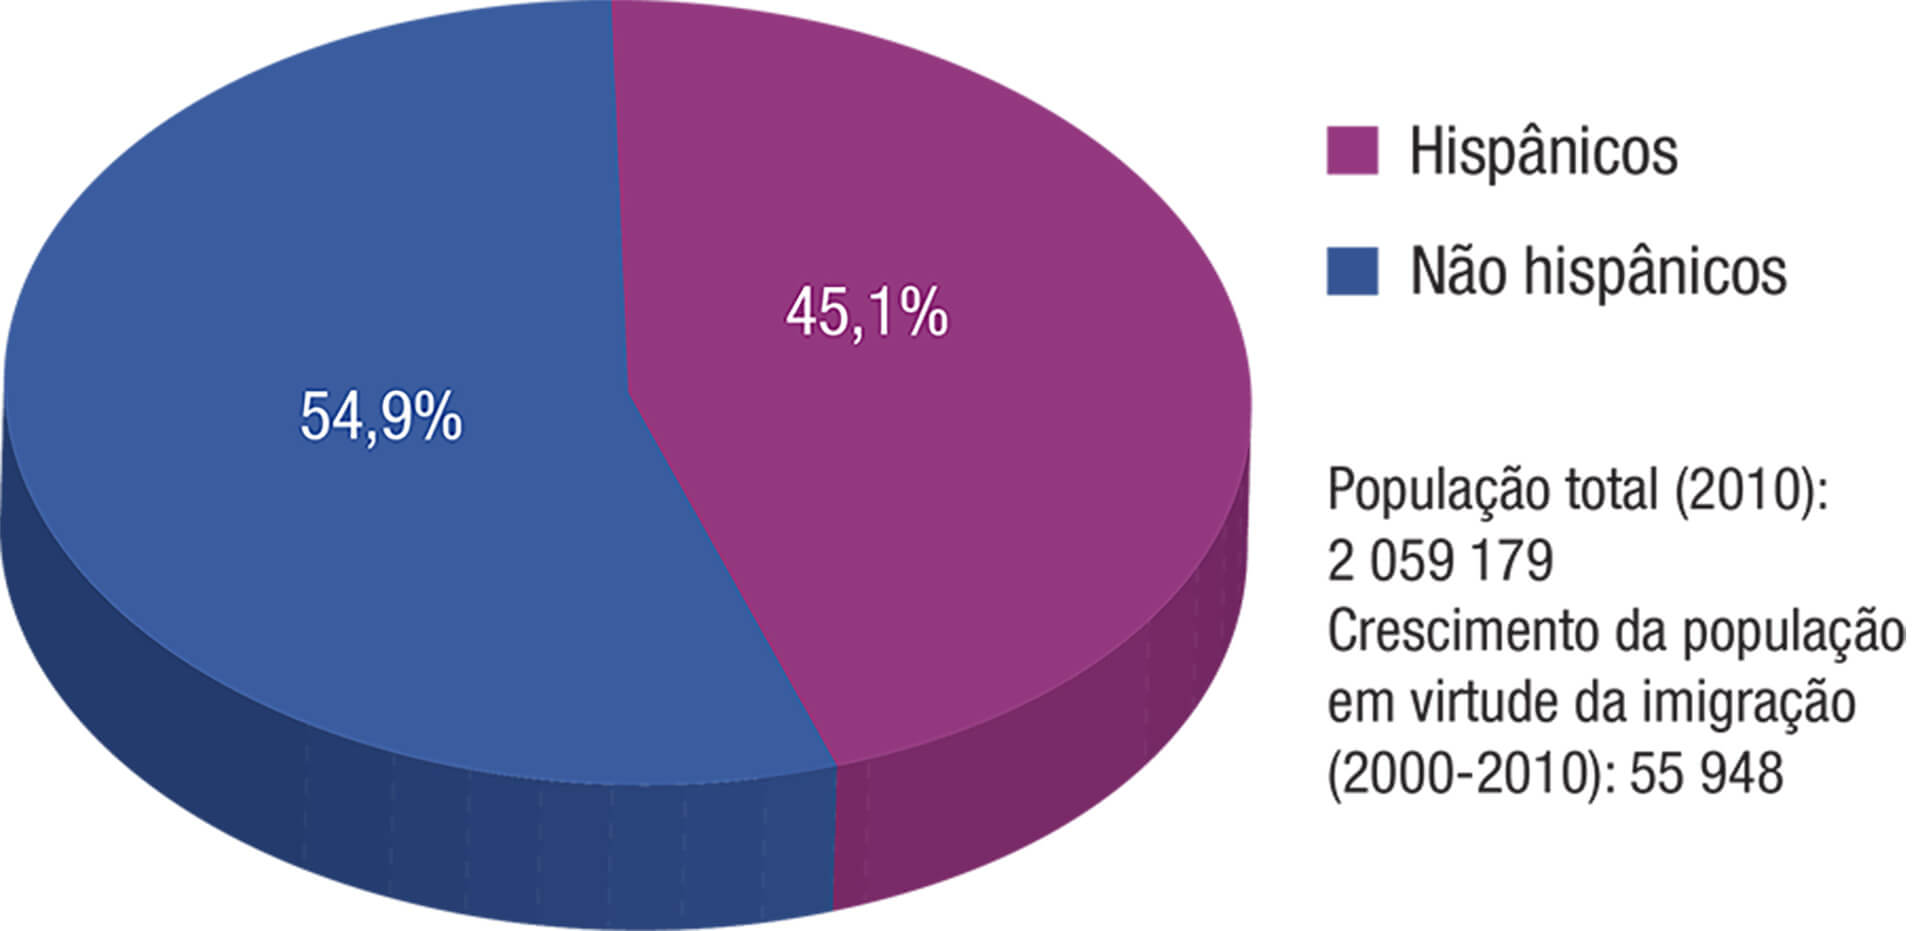 45,1%
54,9%
Hispânicos
Não hispânicos
População total (2010):
2 059 179
Crescimento da população
em virtude da imigração
(2000-2010): 55 948